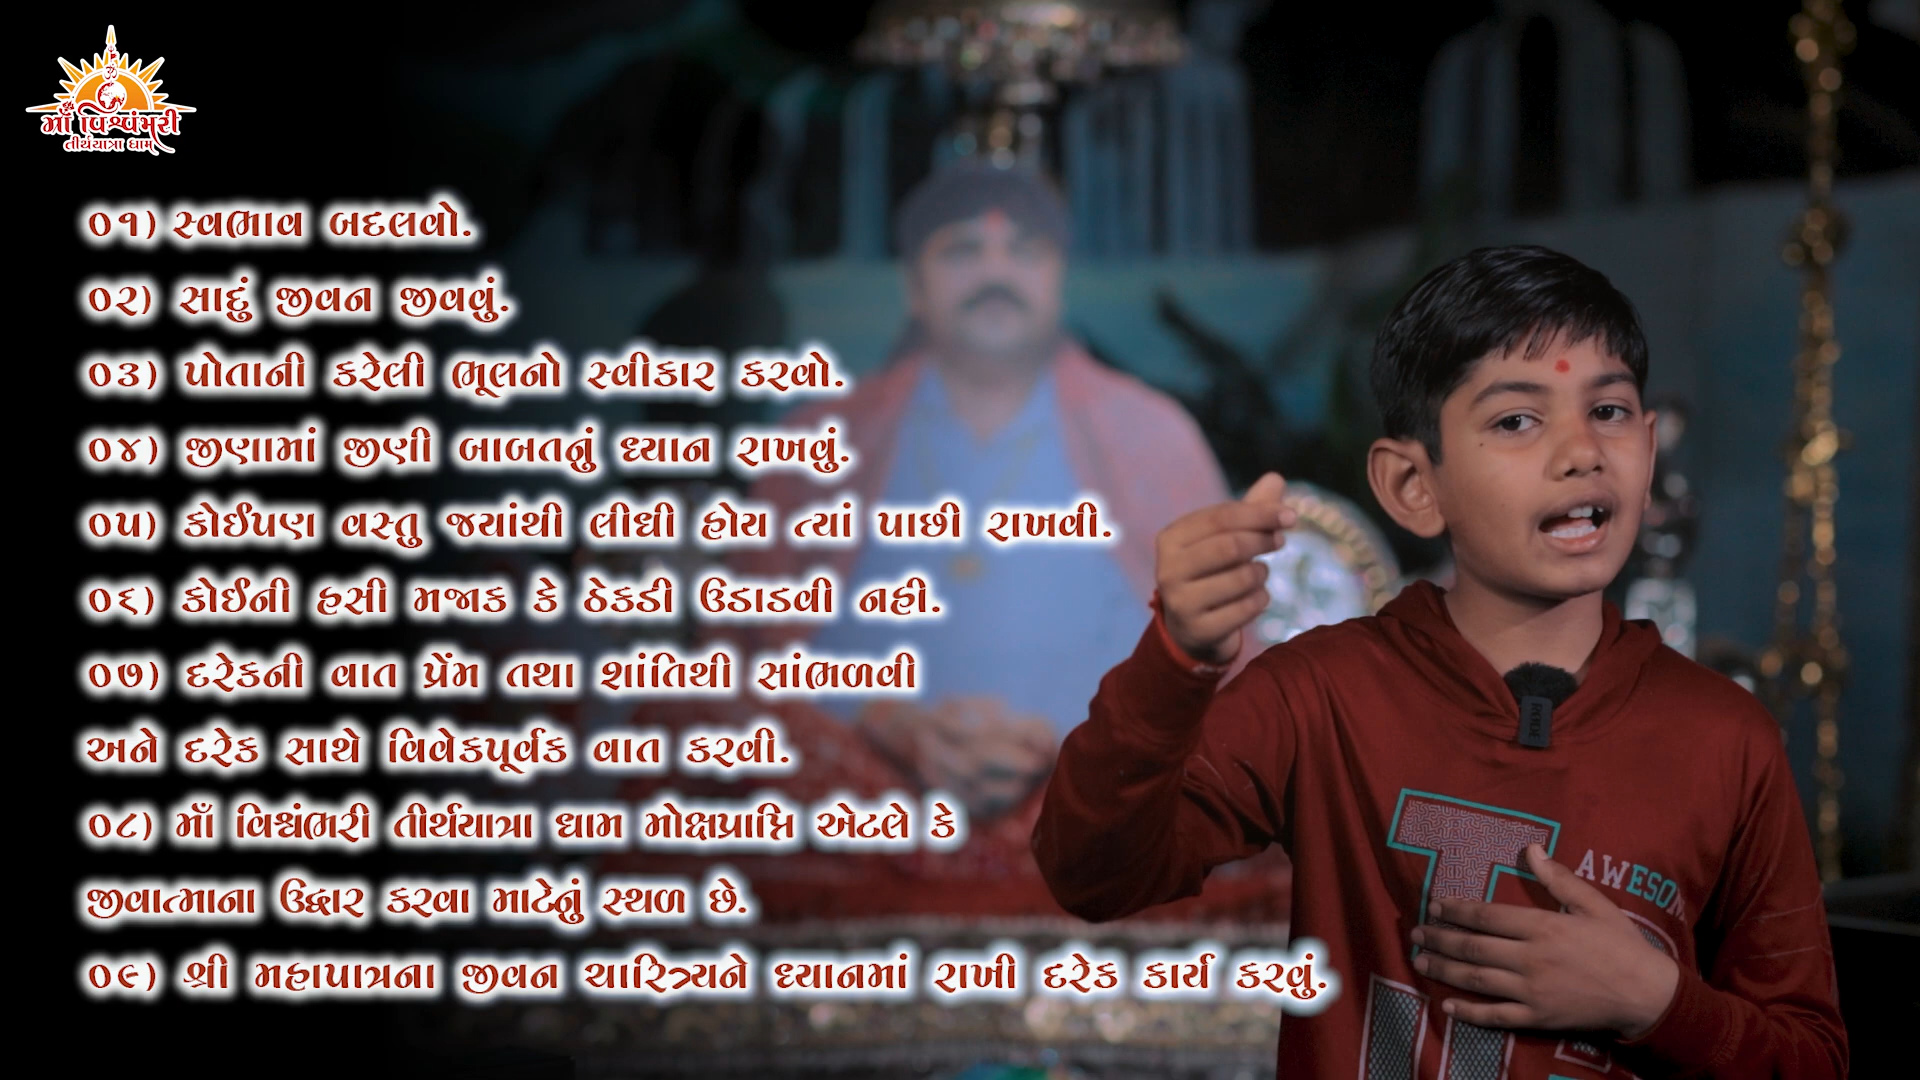 માઁ વિશ્વંભરી
તીર્થયાત્રા ધામ
૦૧) સ્વભાવ બદલવો.
૦૨) સાદું જીવન જીવવું.
૦૩) પોતાની કરેલી ભૂલનો સ્વીકાર કરવો.
૦૪) જીણામાં જીણી બાબતનું ધ્યાન રાખવું.
૦૫) કોઈપણ વસ્તુ જયાંથી લીધી હોય ત્યાં પાછી રાખવી.
૦૬) કોઈની હસી મજાક કે ઠેકડી ઉડાડવી નહી.
૦૭) દરેકની વાત પ્રેંમ તથા શાંતિથી સાંભળવી
અને દરેક સાથે વિવેકપૂર્વક વાત કરવી.
૦૮) માઁ વિશ્વંભરી તીર્થયાત્રા ધામ મોક્ષપ્રાપ્તિ એટલે કે
જીવાત્માના ઉદ્ધાર કરવા માટેનું સ્થળ છે.
૦૯) શ્રી મહાપાત્રના જીવન ચારિત્ર્યને ધ્યાનમાં રાખી દરેક કાર્ય કરવું.
AWESOM